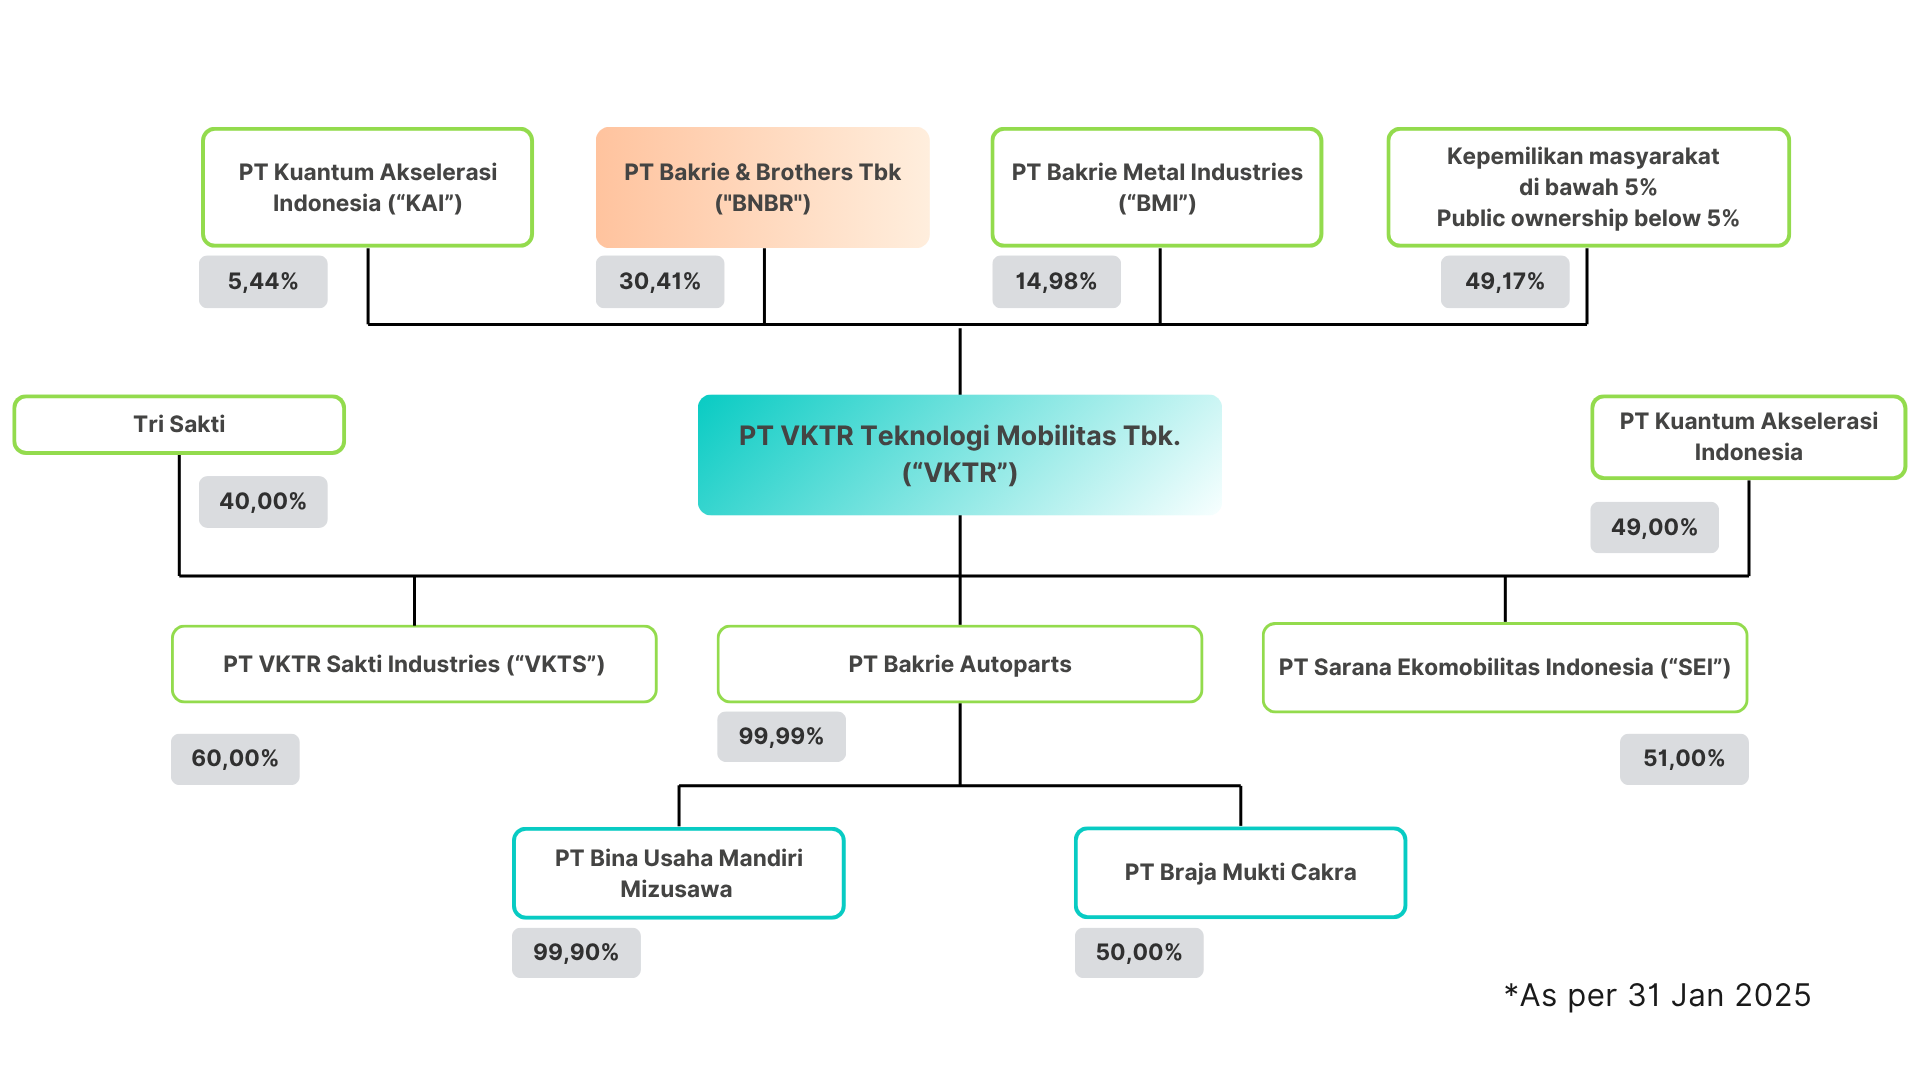 PT Kuantum Akselerasi
Indonesia (“KAI”)
5,44%
PT Bakrie & Brothers Tbk
("BNBR")
30,41%
PT Bakrie Metal Industries
(“BMI”)
14,98%
Kepemilikan masyarakat
di bawah 5%
Public ownership below 5%
49,17%
Tri Sakti
40,00%
PT VKTR Teknologi Mobilitas Tbk.
(“VKTR”)
PT Kuantum Akselerasi
Indonesia
49,00%
PT VKTR Sakti Industries (“VKTS”)
60,00%
PT Bakrie Autoparts
99,99%
PT Sarana Ekomobilitas Indonesia (“SEI”)
51,00%
PT Bina Usaha Mandiri
Mizusawa
99,90%
PT Braja Mukti Cakra
50,00%
*As per 31 Jan 2025